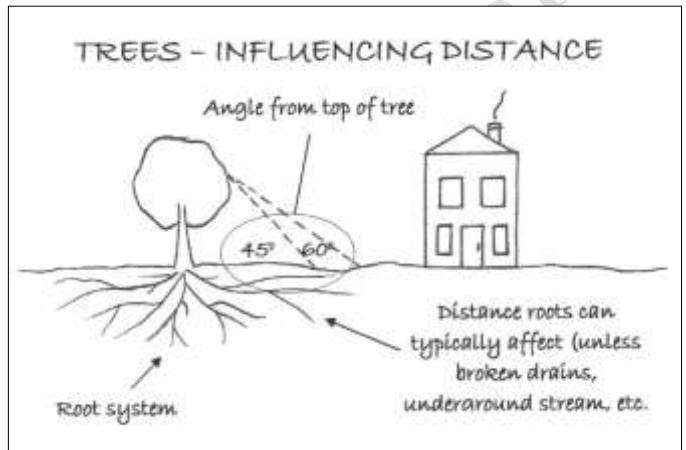 TREES – INFLUENCING DISTANCE
Angle from top of tree
45° 60°
Distance roots can
typically affect (unless
broken drains,
underaround stream, etc.
Root system